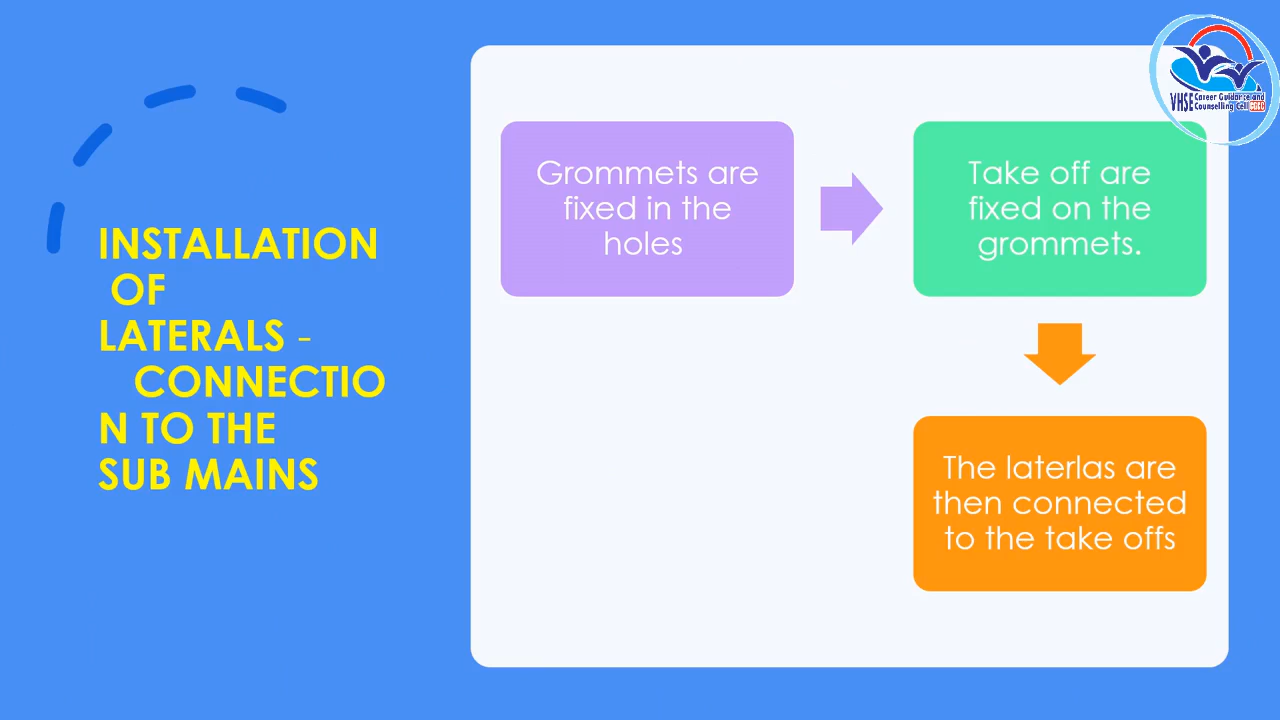 INSTALLATION
OF
LATERALS -
CONNECTIO
N TO THE
SUB MAINS
Grommets are
fixed in the
holes
Take off are
fixed on the
grommets.
The laterlas are
then connected
to the take offs
VHSE Career Guidance and
Counselling Cell CGCC